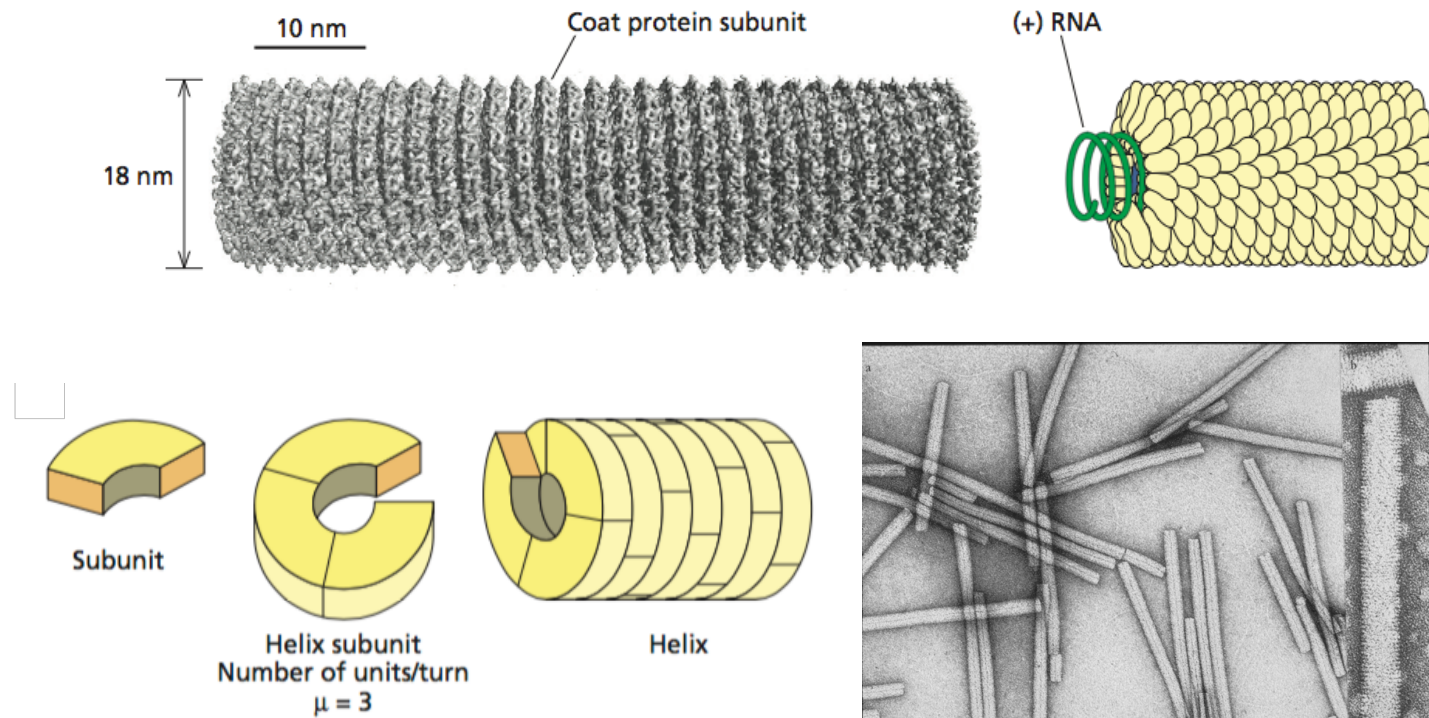 10 nm
Coat protein subunit
(+) RNA
18 nm
Subunit
Helix subunit
Number of units/turn
μ = 3
Helix
a
b